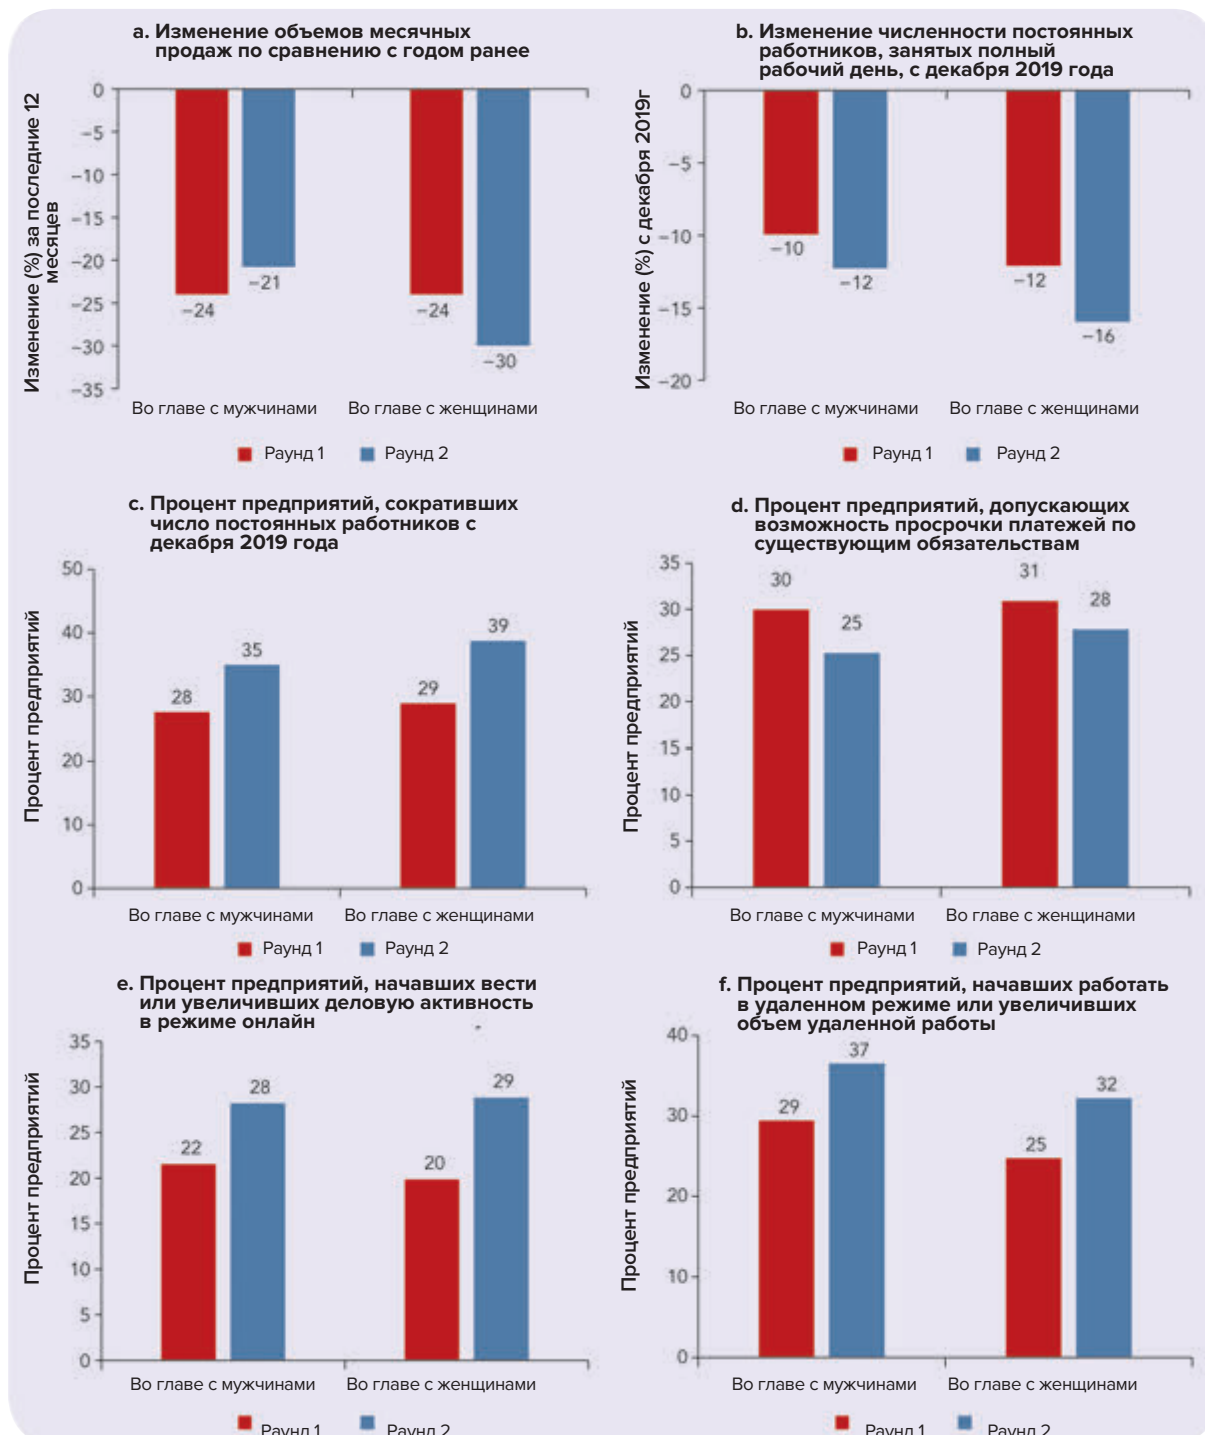 a. Изменение объемов месячных
продаж по сравнению с годом ранее
Изменение (%) за последние 12
месяцев
0
−5
−10
−15
−20
−25
−30
−35
−24
−21
−24
−30
Во главе с мужчинами
Во главе с женщинами
Раунд 1
Раунд 2
b. Изменение численности постоянных
работников, занятых полный
рабочий день, с декабря 2019 года
Изменение (%) с декабря 2019г
0
−5
−10
−15
−20
−10
−12
−12
−16
Во главе с мужчинами
Во главе с женщинами
Раунд 1
Раунд 2
c. Процент предприятий, сокративших
число постоянных работников с
декабря 2019 года
Процент предприятий
50
40
30
20
10
0
28
35
29
39
Во главе с мужчинами
Во главе с женщинами
Раунд 1
Раунд 2
d. Процент предприятий, допускающих
возможность просрочки платежей по
существующим обязательствам
Процент предприятий
35
30
25
20
15
10
5
0
30
25
31
28
Во главе с мужчинами
Во главе с женщинами
Раунд 1
Раунд 2
e. Процент предприятий, начавших вести
или увеличивших деловую активность
в режиме онлайн
Процент предприятий
35
30
25
20
15
10
5
0
22
28
20
29
Во главе с мужчинами
Во главе с женщинами
Раунд 1
Раунд 2
f. Процент предприятий, начавших работать
в удаленном режиме или увеличивших
объем удаленной работы
Процент предприятий
40
30
20
10
0
29
37
25
32
Во главе с мужчинами
Во главе с женщинами
Раунд 1
Раунд 2